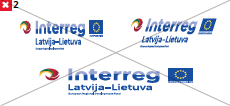 2
Interreg
Latvija-Lietuva
Interreg
Latvija-Lietuva
Interreg
Latvija–Lietuva
European Regional Development Fund